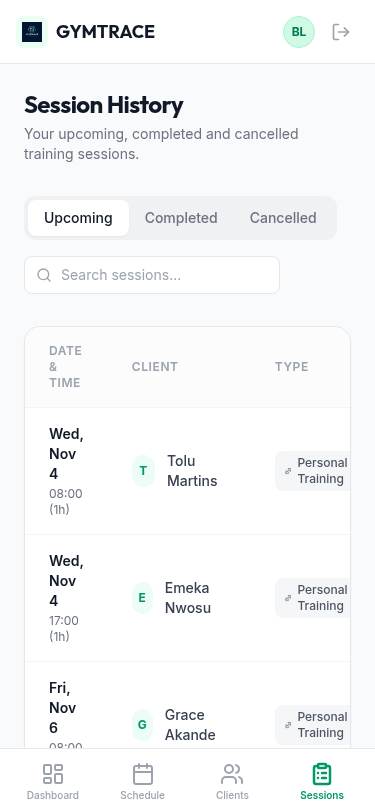 GYMTRACE
BL
Session History
Your upcoming, completed and cancelled
training sessions.
Upcoming Completed Cancelled
Search sessions...
DATE
&
TIME
CLIENT
TYPE
Wed,
Nov
4
08:00
(1h)
T
Tolu
Martins
Personal
Training
Wed,
Nov
4
17:00
(1h)
E
Emeka
Nwosu
Personal
Training
Fri,
Nov
6
08:00
G
Grace
Akande
Personal
Training
Dashboard Schedule Clients Sessions